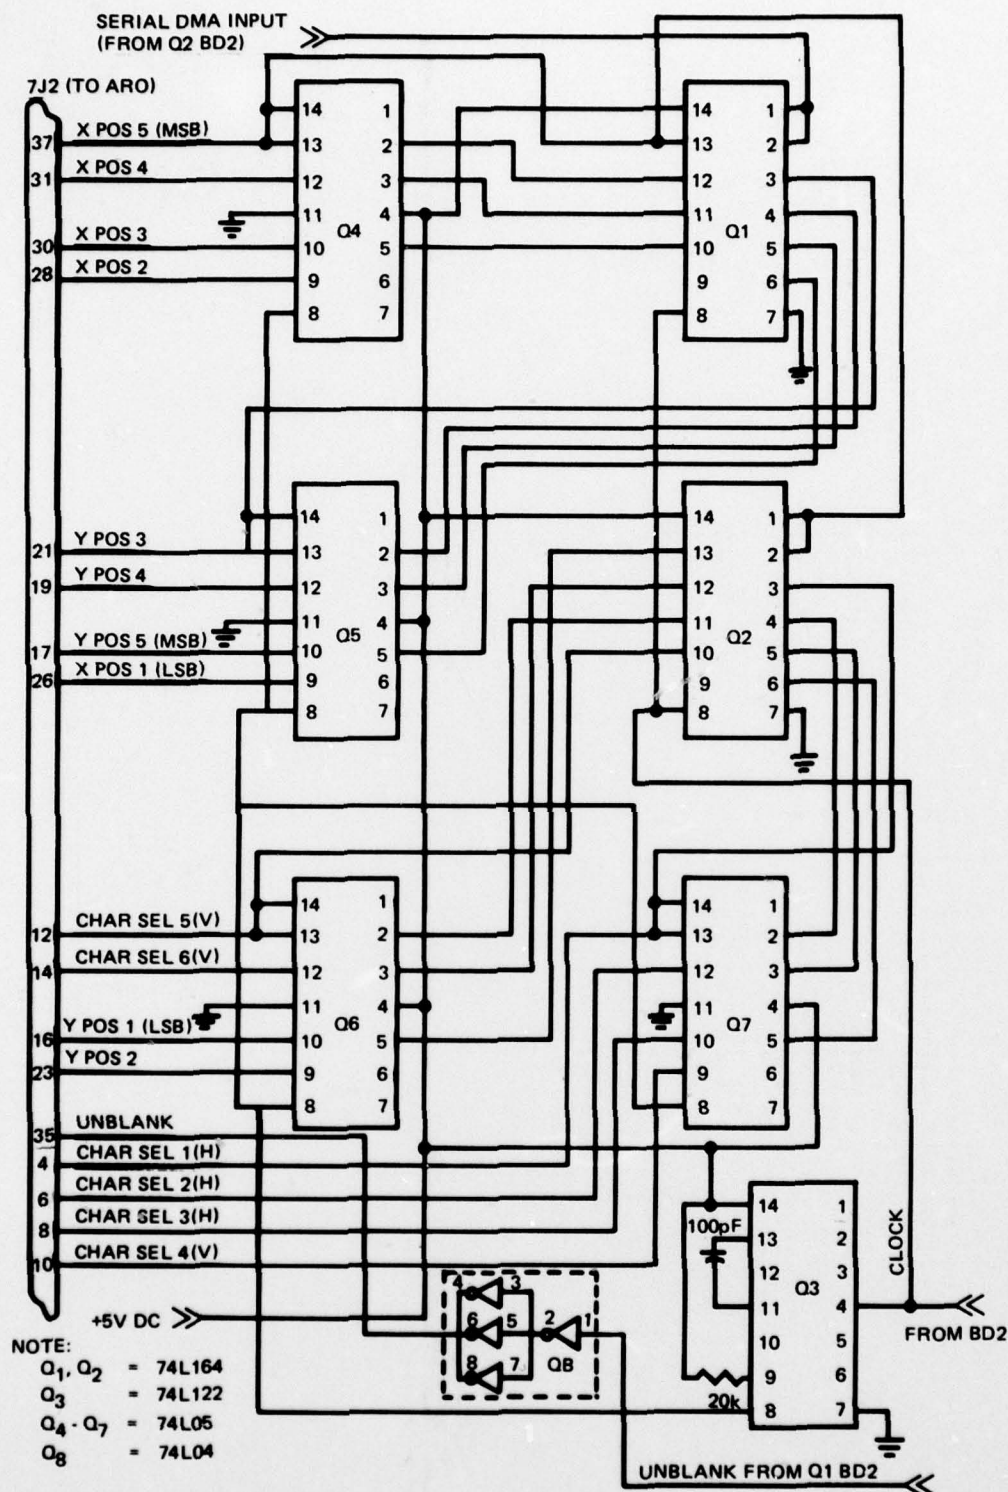 SERIAL DMA INPUT
(FROM Q2 BD2)
7J2 (TO ARO)
37 X POS 5 (MSB)
31 X POS 4
30 X POS 3
28 X POS 2
14 1
13 2
12 3
11 4
Q4
10 5
9 6
8 7
14 1
13 2
12 3
11 4
Q1
10 5
9 6
8 7
21 Y POS 3
19 Y POS 4
17 Y POS 5 (MSB)
26 X POS 1 (LSB)
14 1
13 2
12 3
11 4
Q5
10 5
9 6
8 7
14 1
13 2
12 3
11 4
Q2
10 5
9 6
8 7
12 CHAR SEL 5(V)
14 CHAR SEL 6(V)
16 Y POS 1 (LSB)
23 Y POS 2
14 1
13 2
12 3
11 4
Q6
10 5
9 6
8 7
14 1
13 2
12 3
11 4
Q7
10 5
9 6
8 7
35 UNBLANK
4 CHAR SEL 1(H)
6 CHAR SEL 2(H)
8 CHAR SEL 3(H)
10 CHAR SEL 4(V)
+5V DC
4 3
6 5 2 1
8 7 QB
100pF
14 1
13 2
12 3
Q3
11 4
10 5
9 6
8 7
20k
CLOCK
FROM BD2
UNBLANK FROM Q1 BD2
NOTE:
Q1, Q2 = 74L164
Q3 = 74L122
Q4 - Q7 = 74L05
Q8 = 74L04